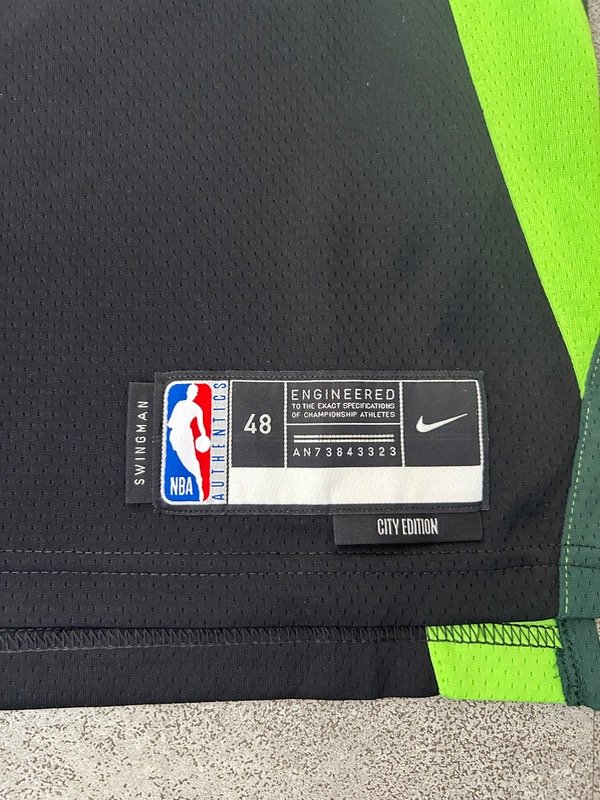 SWINGMAN
NBA
AUTHENTICS
48
ENGINEERED
TO THE EXACT SPECIFICATIONS
OF CHAMPIONSHIP ATHLETES
AN73843323
CITY EDITION